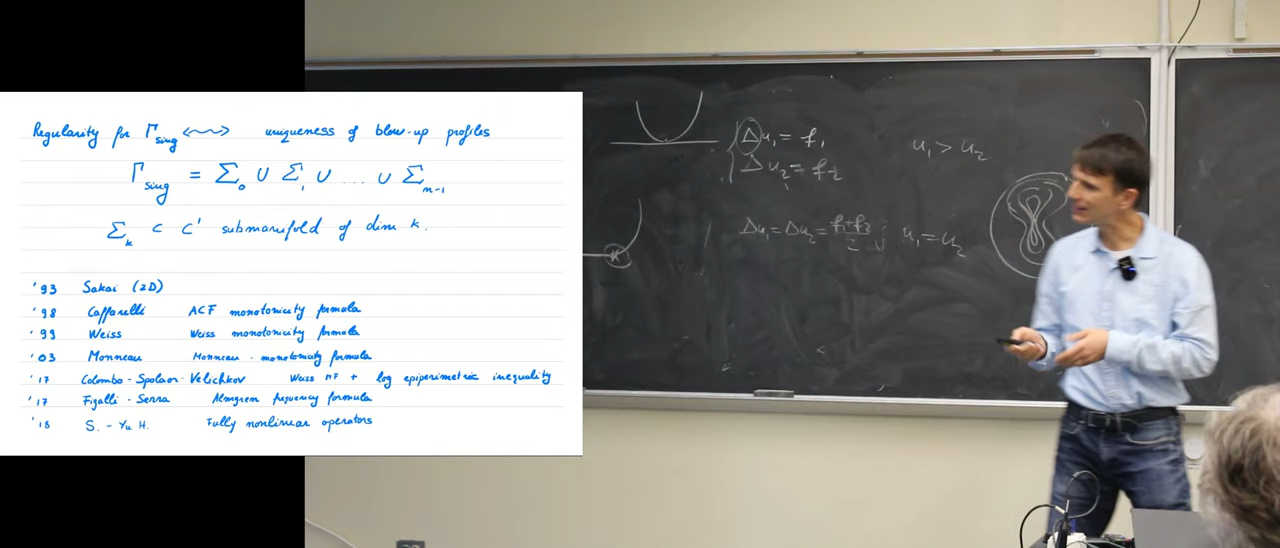 Regularity for Γsing ⟿ uniqueness of blow-up profiles
Γsing = Σ₀ ∪ Σ₁ ∪ ... ∪ Σₙ₋₁
Σₖ ⊂ C¹ submanifold of dim k.
'93 Sakai (2D)
'98 Caffarelli ACF monotonicity formula
'99 Weiss Weiss monotonicity formula
'03 Monneau Monneau - monotonicity formula
'17 Colombo - Spolaor - Velichkov Weiss MF + log epiperimetric inequality
'17 Figalli - Serra Almgren frequency formula
'18 S. - Yu H. Fully nonlinear operators
Δu₁ = f₁
Δu₂ = f₂
u₁ > u₂
Δu₁ = Δu₂ = (f₁+f₂)/2
u₁ = u₂